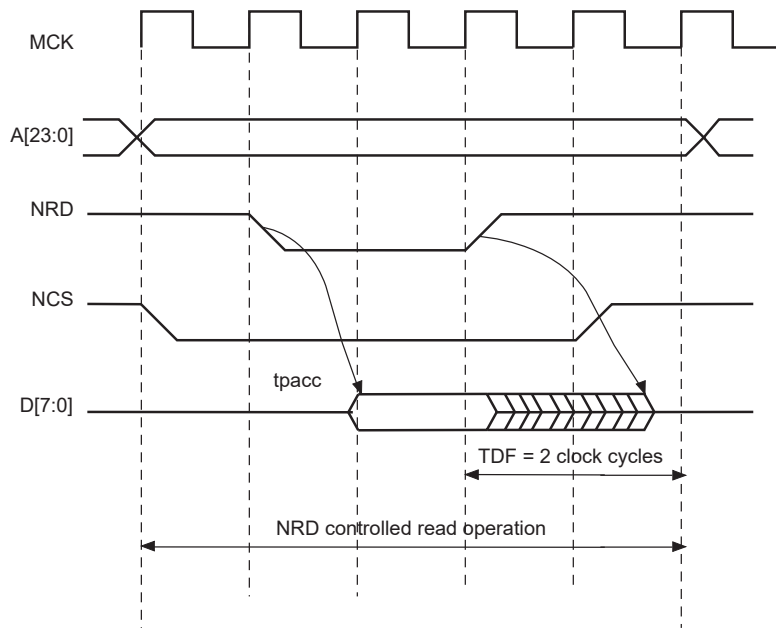 MCK
A[23:0]
NRD
NCS
tpacc
D[7:0]
TDF = 2 clock cycles
NRD controlled read operation